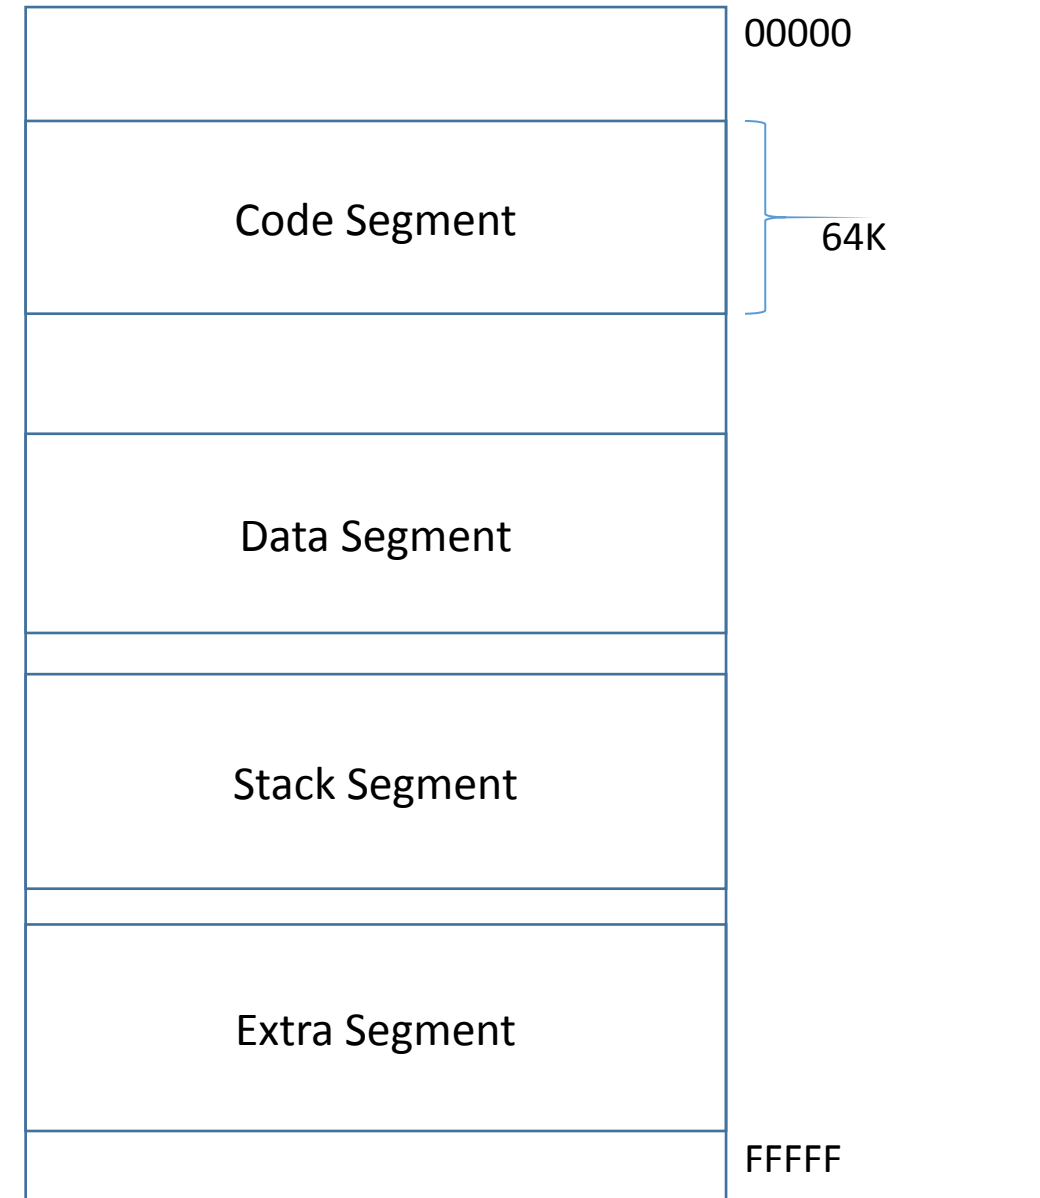 00000
Code Segment
64K
Data Segment
Stack Segment
Extra Segment
FFFFF